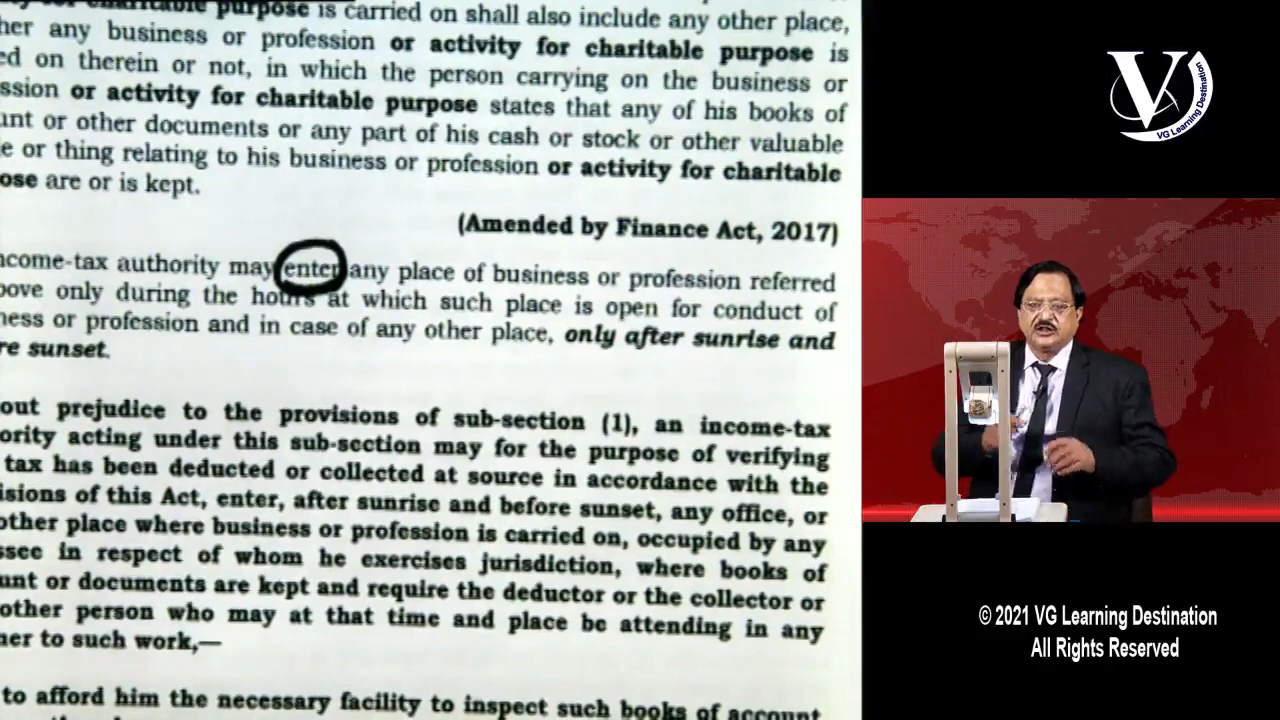 charitable purpose is carried on shall also include any other place,
her any business or profession or activity for charitable purpose is
ed on therein or not, in which the person carrying on the business or
ssion or activity for charitable purpose states that any of his books of
unt or other documents or any part of his cash or stock or other valuable
e or thing relating to his business or profession or activity for charitable
ose are or is kept.
(Amended by Finance Act, 2017)
ncome-tax authority may enter any place of business or profession referred
bove only during the hours at which such place is open for conduct of
ness or profession and in case of any other place, only after sunrise and
re sunset.
out prejudice to the provisions of sub-section (1), an income-tax
ority acting under this sub-section may for the purpose of verifying
tax has been deducted or collected at source in accordance with the
isions of this Act, enter, after sunrise and before sunset, any office, or
other place where business or profession is carried on, occupied by any
ssee in respect of whom he exercises jurisdiction, where books of
unt or documents are kept and require the deductor or the collector or
other person who may at that time and place be attending in any
ner to such work,—
to afford him the necessary facility to inspect such books of account
V
VG Learning Destination
© 2021 VG Learning Destination
All Rights Reserved